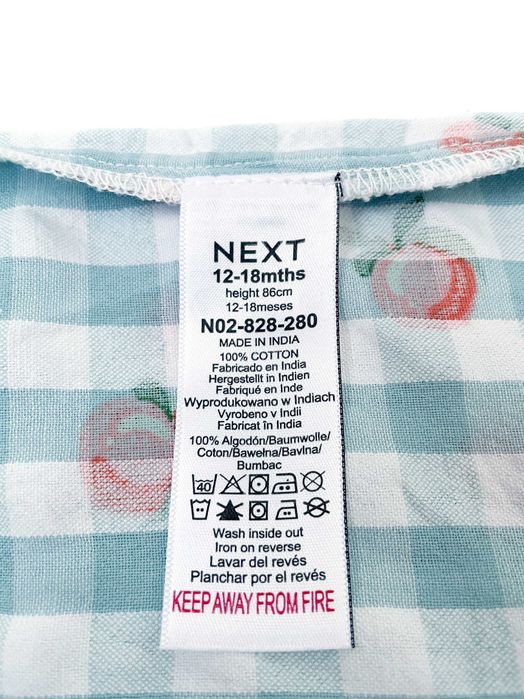 NEXT
12-18mths
height 86cm
12-18meses
N02-828-280
MADE IN INDIA
100% COTTON
Fabricado en India
Hergestellt in Indien
Fabriqué en Inde
Wyprodukowano w Indiach
Vyrobeno v Indii
Fabricat în India
100% Algodón/Baumwolle/
Coton/Bawełna/Bavlna/
Bumbac
40
Wash inside out
Iron on reverse
Lavar del revés
Planchar por el revés
KEEP AWAY FROM FIRE